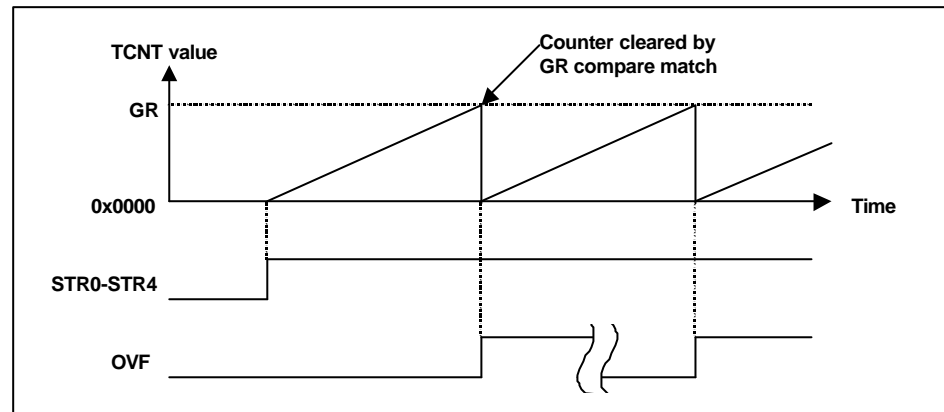 TCNT value
Counter cleared by
GR compare match
GR
0x0000
Time
STR0-STR4
OVF